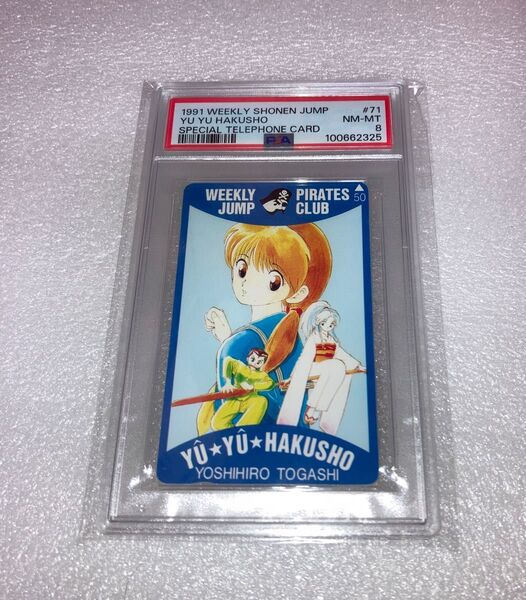 1991 WEEKLY SHONEN JUMP #71
YU YU HAKUSHO NM-MT
SPECIAL TELEPHONE CARD 8
PSA 100662325
WEEKLY PIRATES
JUMP CLUB
50
YÛ★YÛ★HAKUSHO
YOSHIHIRO TOGASHI